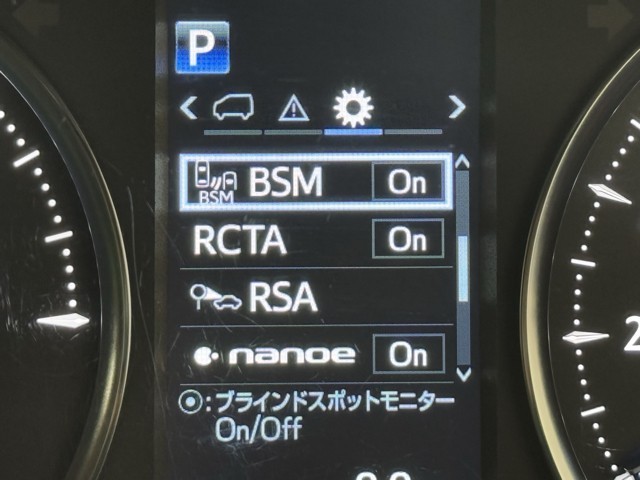 P
BSM BSM On
RCTA On
RSA
nanoe On
2
:ブラインドスポットモニター
On/Off